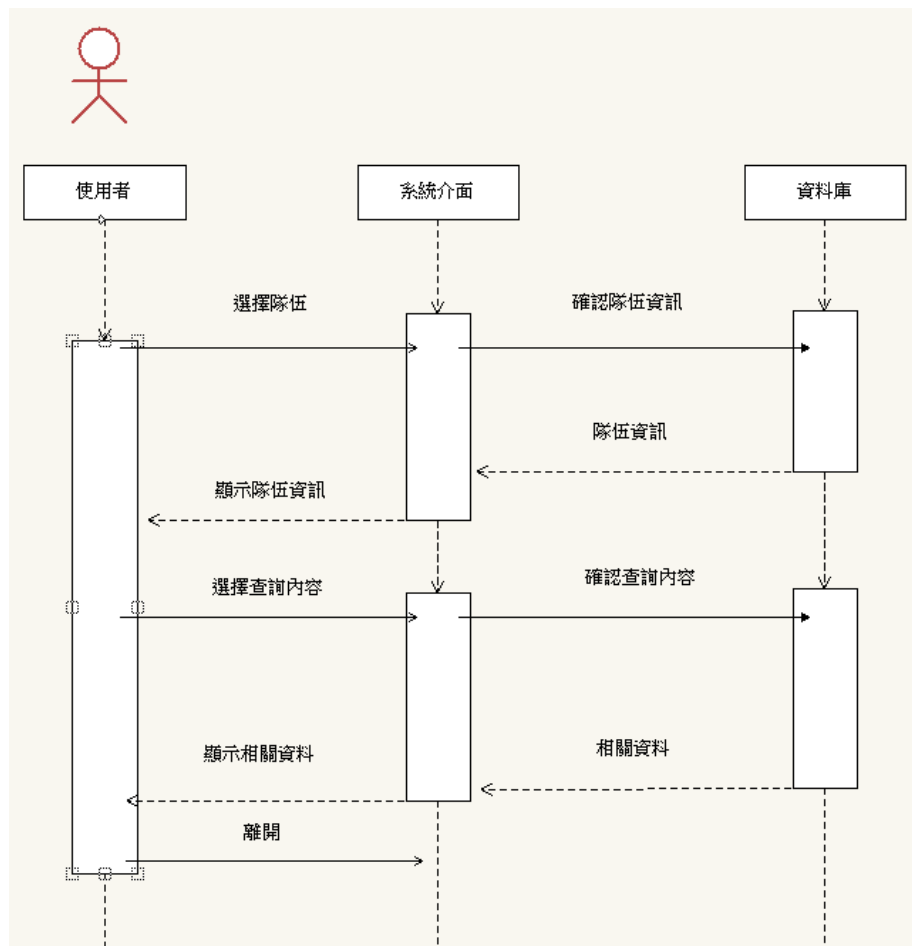 使用者
系統介面
資料庫
選擇隊伍
確認隊伍資訊
隊伍資訊
顯示隊伍資訊
選擇查詢內容
確認查詢內容
顯示相關資料
相關資料
離開